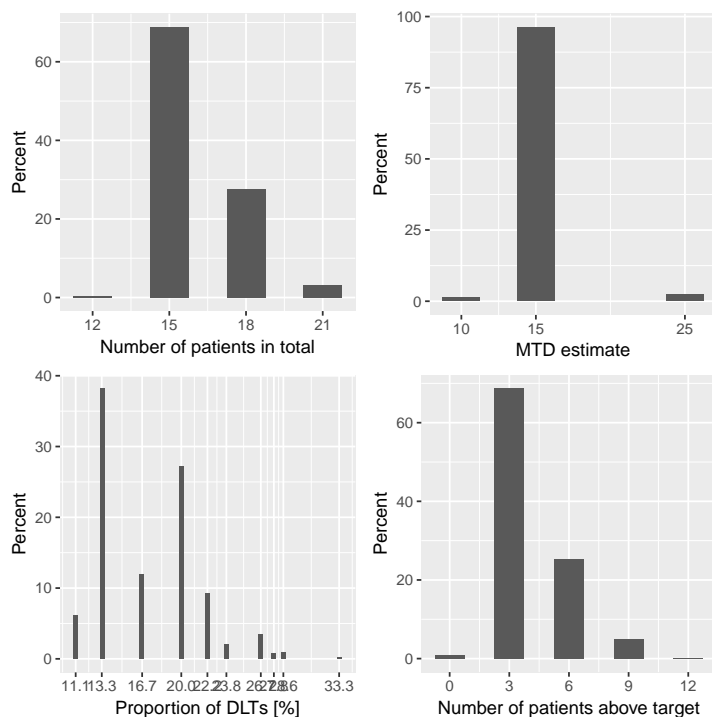 60
40
20
0
Percent
12 15 18 21
Number of patients in total
100
75
50
25
0
Percent
10 15 25
MTD estimate
40
30
20
10
0
Percent
11.1 13.3 16.7 20.0 22.2 23.8 28.6 33.3
Proportion of DLTs [%]
60
40
20
0
Percent
0 3 6 9 12
Number of patients above target